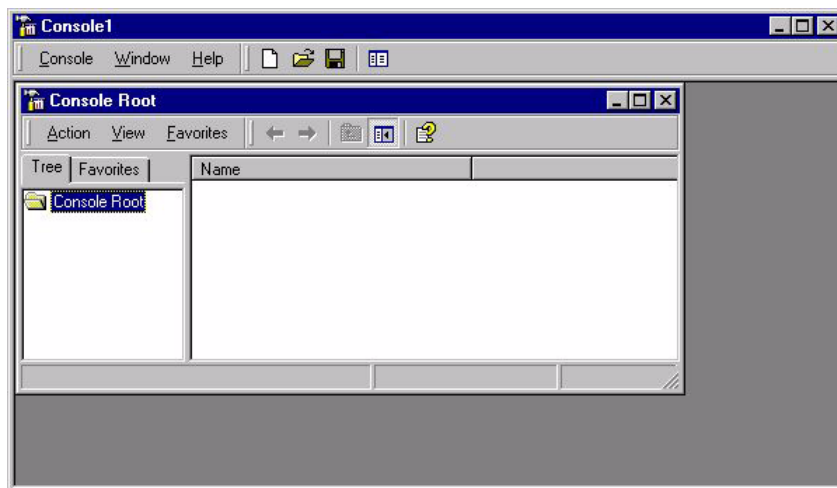 Console1
Console Window Help
Console Root
Action View Favorites
Tree Favorites Name
Console Root